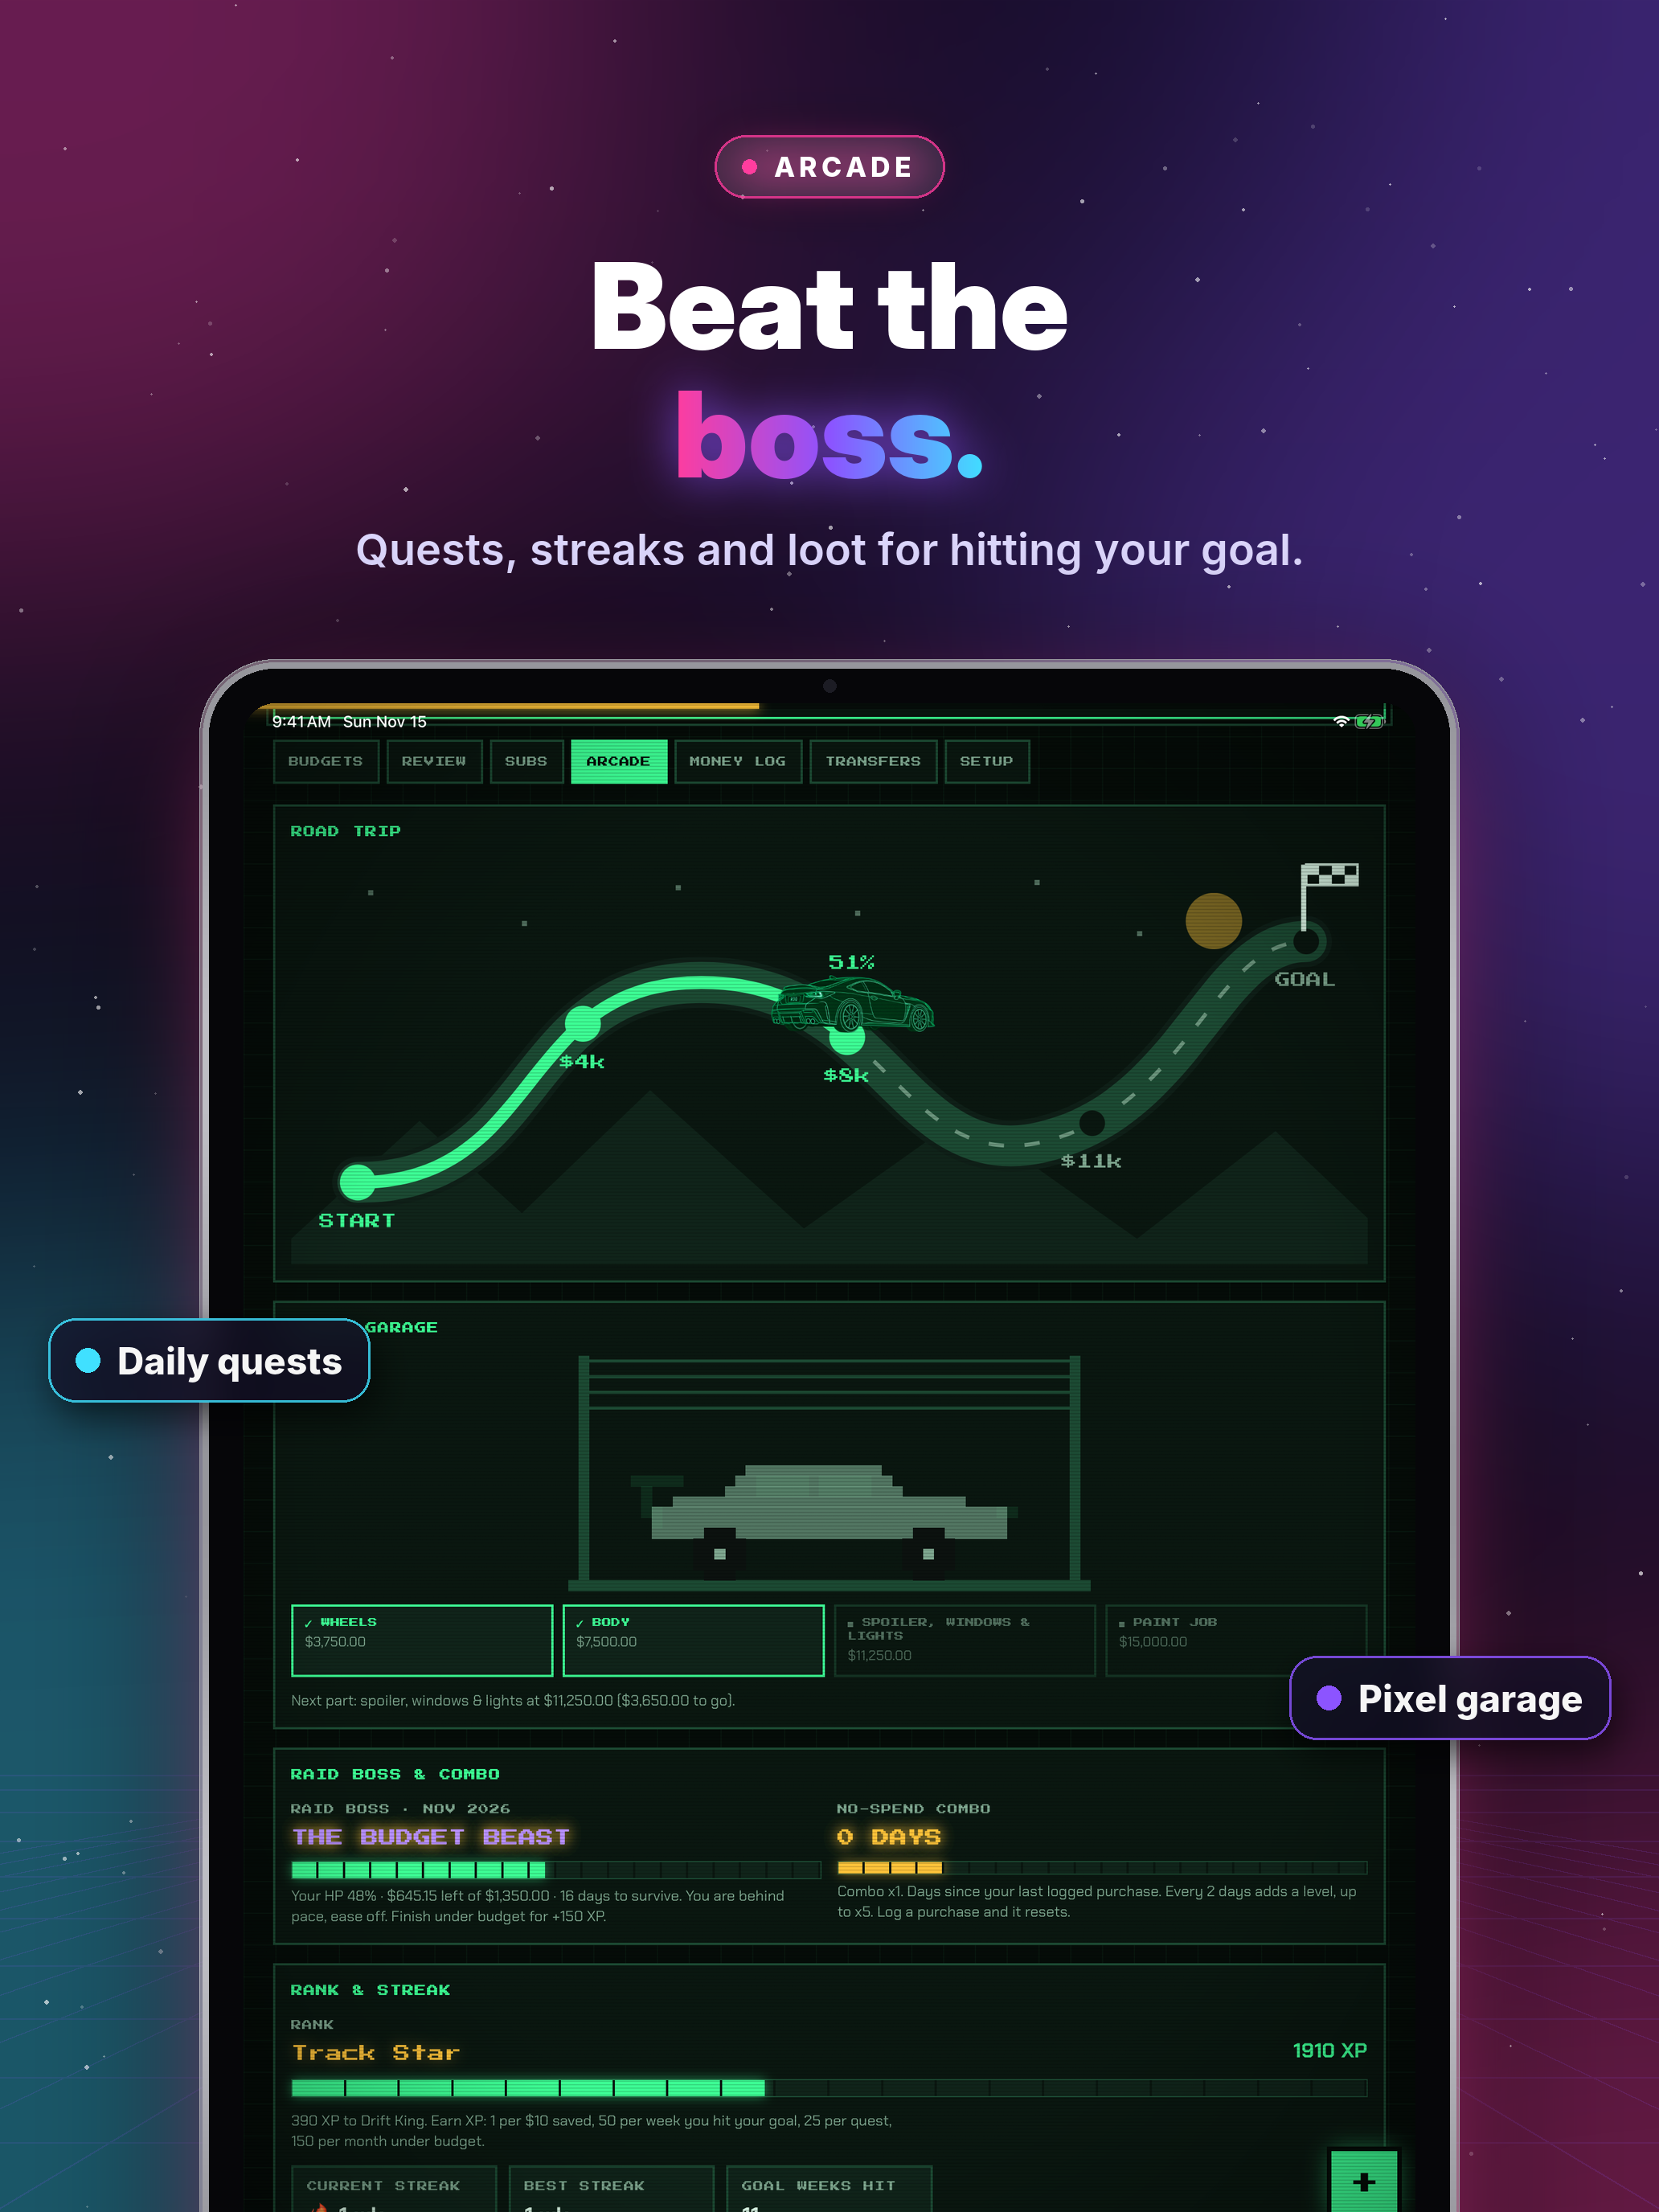 ARCADE
Beat the
boss.
Quests, streaks and loot for hitting your goal.
9:41 AM Sun Nov 15
BUDGETS REVIEW SUBS ARCADE MONEY LOG TRANSFERS SETUP
ROAD TRIP
51%
GOAL
$4k
$8k
$11k
START
GARAGE
Daily quests
✓ WHEELS
$3,750.00
✓ BODY
$7,500.00
SPOILER, WINDOWS &
LIGHTS
$11,250.00
PAINT JOB
$15,000.00
Next part: spoiler, windows & lights at $11,250.00 ($3,650.00 to go).
Pixel garage
RAID BOSS & COMBO
RAID BOSS · NOV 2026
THE BUDGET BEAST
Your HP 48% · $645.15 left of $1,350.00 · 16 days to survive. You are behind
pace, ease off. Finish under budget for +150 XP.
NO-SPEND COMBO
0 DAYS
Combo x1. Days since your last logged purchase. Every 2 days adds a level, up
to x5. Log a purchase and it resets.
RANK & STREAK
RANK
Track Star
1910 XP
390 XP to Drift King. Earn XP: 1 per $10 saved, 50 per week you hit your goal, 25 per quest,
150 per month under budget.
CURRENT STREAK
BEST STREAK
GOAL WEEKS HIT
+